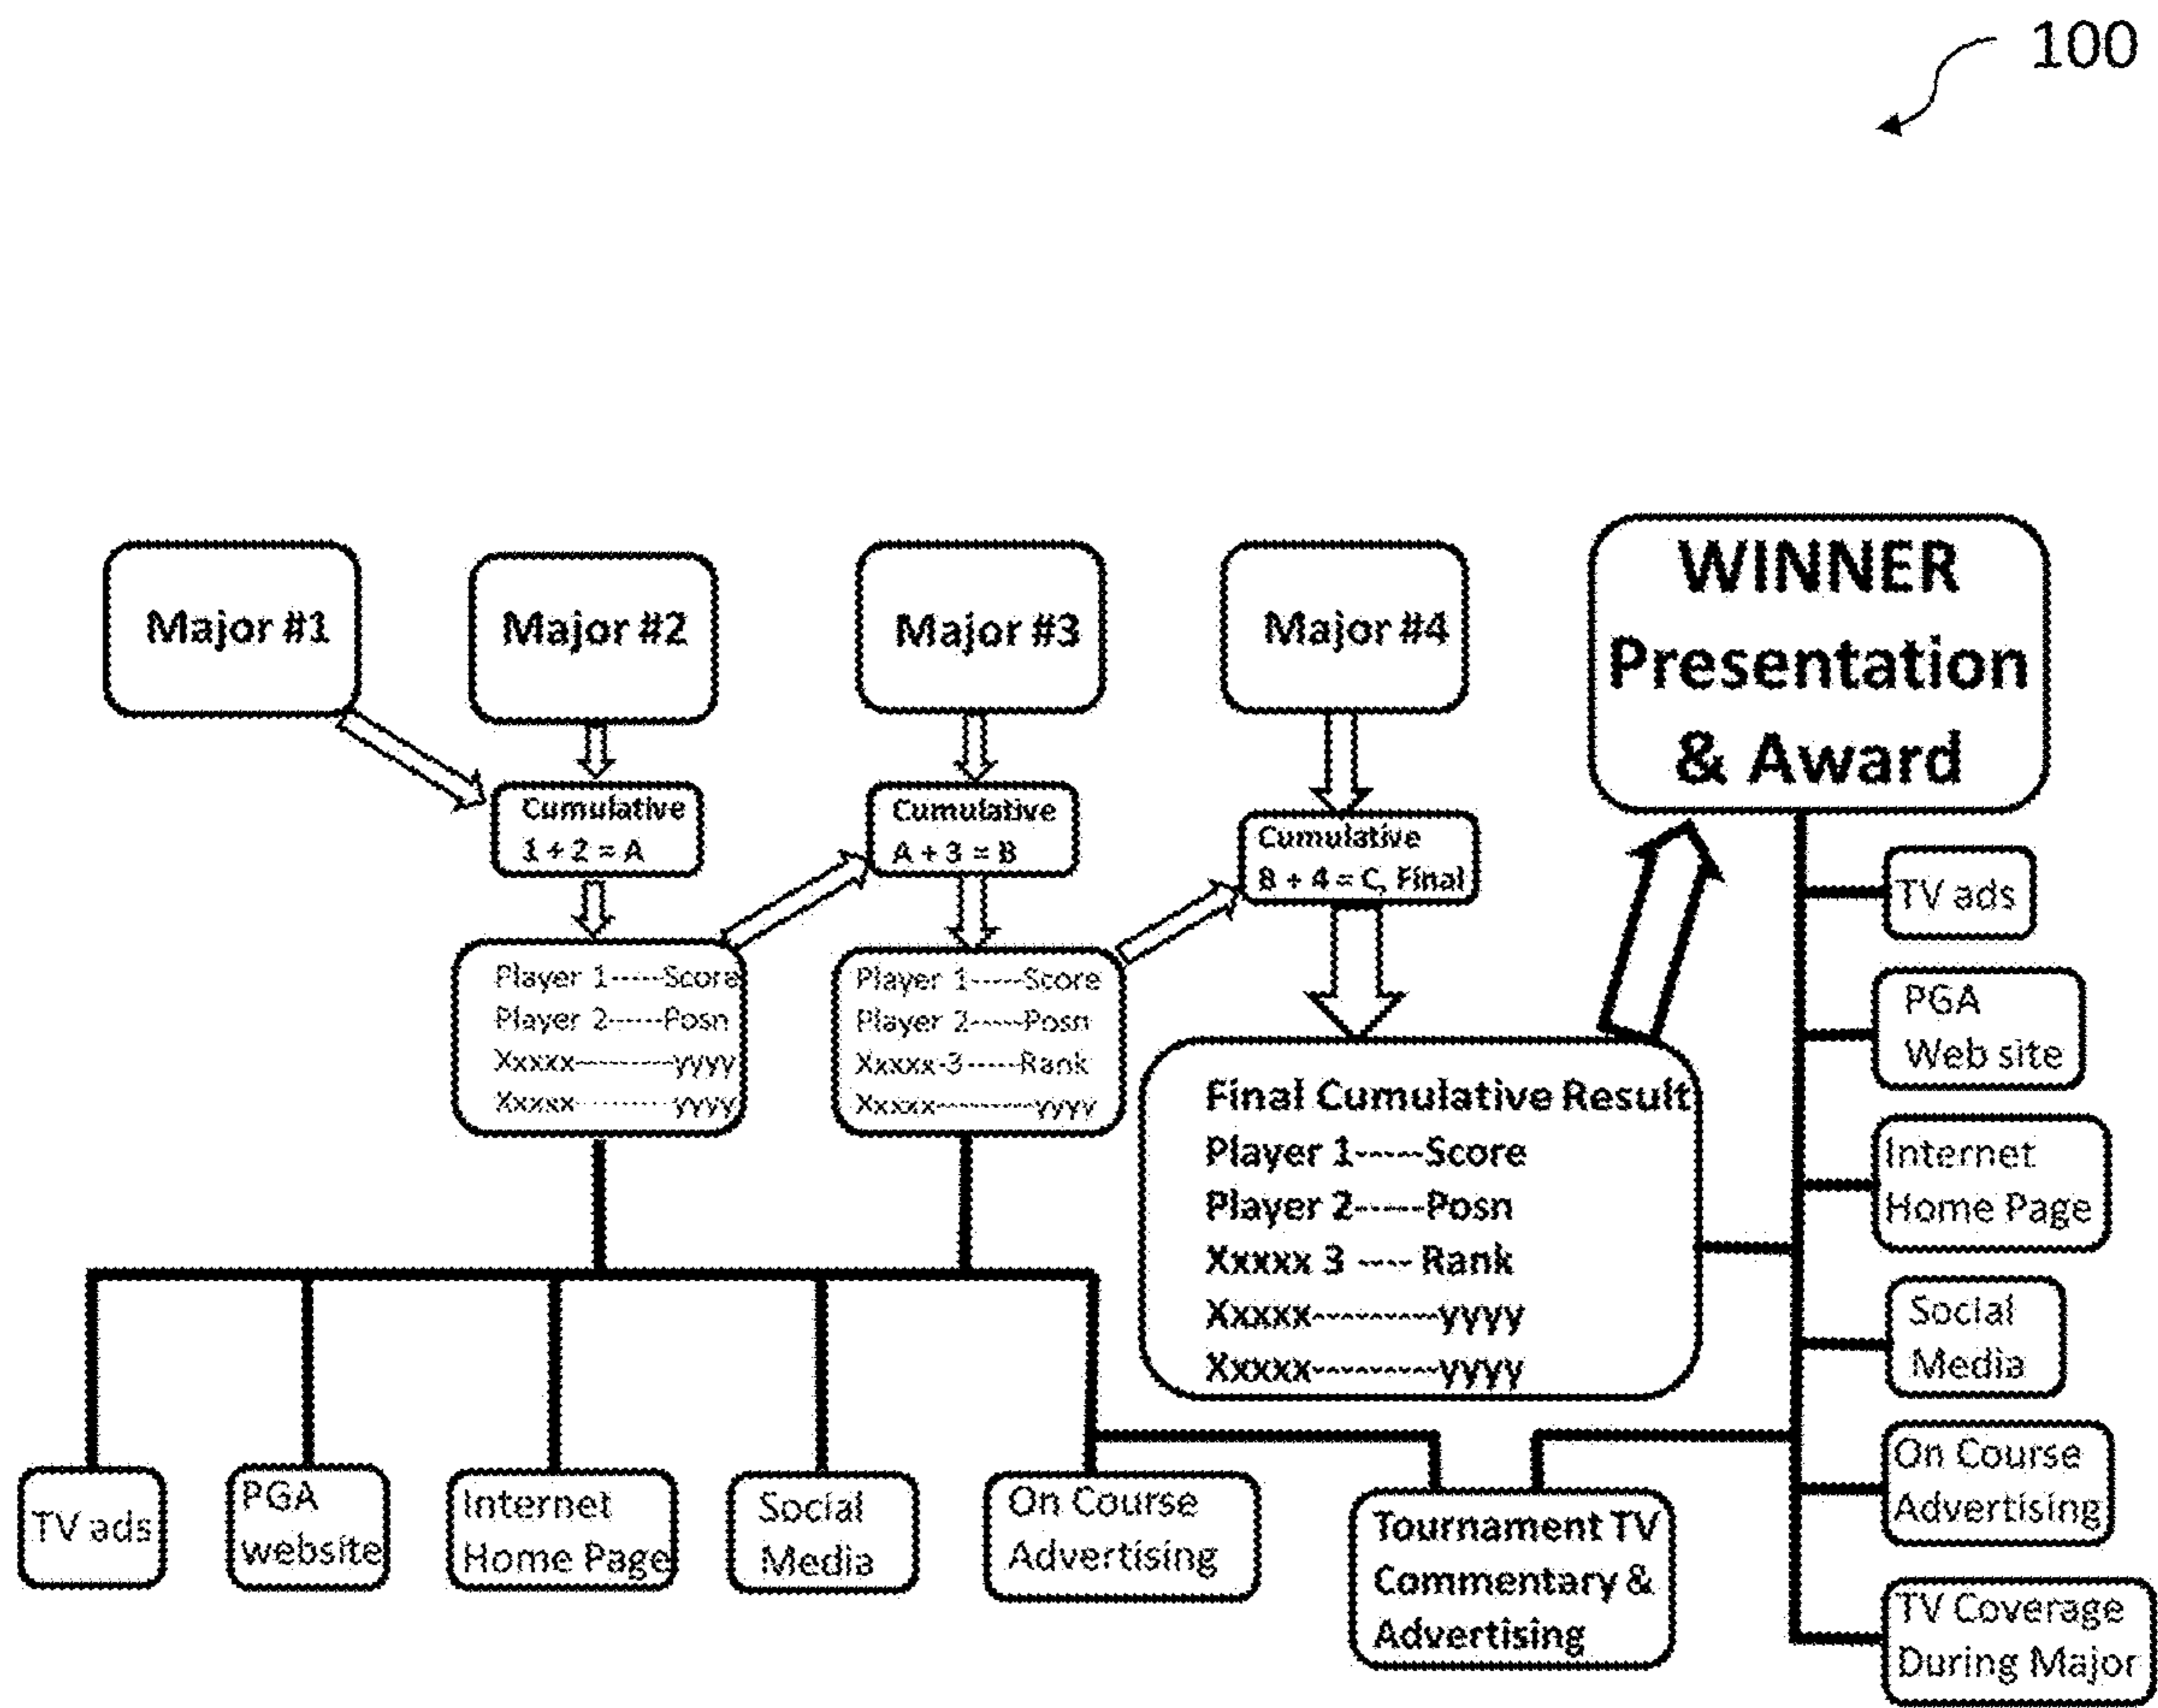 100
Major #1
Major #2
Major #3
Major #4
WINNER
Presentation
& Award
Cumulative
1 + 2 = A
Cumulative
A + 3 = B
Cumulative
B + 4 = C, Final
Player 1-----Score
Player 2------Posn
Xxxxx----------yyyy
Xxxxx----------yyyy
Player 1-----Score
Player 2-----Posn
Xxxxx-3-----Rank
Xxxxx----------yyyy
Final Cumulative Result
Player 1-----Score
Player 2-----Posn
Xxxxx 3 ---- Rank
Xxxxx---------yyyy
Xxxxx---------yyyy
TV ads
PGA
Web site
Internet
Home Page
Social
Media
On Course
Advertising
TV Coverage
During Major
TV ads
PGA
website
Internet
Home Page
Social
Media
On Course
Advertising
Tournament TV
Commentary &
Advertising